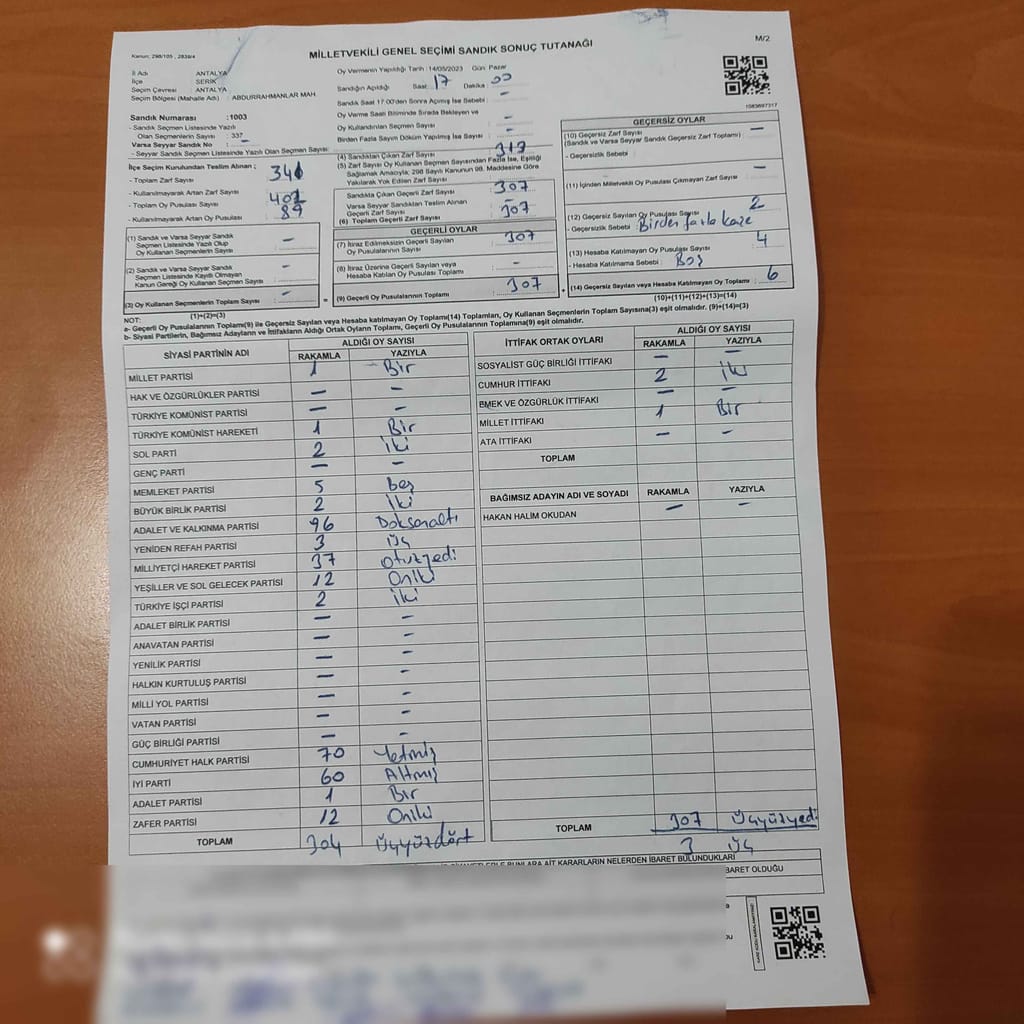 Kanun: 298/105 , 2839/4
MİLLETVEKİLİ GENEL SEÇİMİ SANDIK SONUÇ TUTANAĞI
M/2
İl Adı ANTALYA
İlçe SERİK
Seçim Çevresi ANTALYA
Seçim Bölgesi (Mahalle Adı) : ABDURRAHMANLAR MAH.
Sandık Numarası :1003
- Sandık Seçmen Listesinde Yazılı
Olan Seçmenlerin Sayısı : 337
Varsa Seyyar Sandık No : –
- Seyyar Sandık Seçmen Listesinde Yazılı Olan Seçmen Sayısı:
İlçe Seçim Kurulundan Teslim Alınan ;
- Toplam Zarf Sayısı
- Kullanılmayarak Artan Zarf Sayısı
- Toplam Oy Pusulası Sayısı
- Kullanılmayarak Artan Oy Pusulası 89
(1) Sandık ve Varsa Seyyar Sandık
Seçmen Listesinde Yazılı Olup
Oy Kullanan Seçmenlerin Sayısı –
(2) Sandık ve Varsa Seyyar Sandık
Seçmen Listesinde Kayıtlı Olmayan
Kanun Gereği Oy Kullanan Seçmen Sayısı –
(3) Oy Kullanan Seçmenlerin Toplam Sayısı –
(1)+(2)=(3)
Oy Vermenin Yapıldığı Tarih :14/05/2023 Gün: Pazar
Sandığın Açıldığı Saat: 17 Dakika : 00
Sandık Saat 17:00'den Sonra Açılmış İse Sebebi : –
Oy Verme Saati Bitiminde Sırada Bekleyen ve
Oy Kullandırılan Seçmen Sayısı –
Birden Fazla Sayım Döküm Yapılmış İse Sayısı : –
(4) Sandıktan Çıkan Zarf Sayısı 313
(5) Zarf Sayısı Oy Kullanan Seçmen Sayısından Fazla İse, Eşitliği
Sağlamak Amacıyla; 298 Sayılı Kanunun 98. Maddesine Göre
Yakılarak Yok Edilen Zarf Sayısı
Sandıkta Çıkan Geçerli Zarf Sayısı 307
Varsa Seyyar Sandıktan Teslim Alınan
Geçerli Zarf Sayısı –
(6) Toplam Geçerli Zarf Sayısı 307
GEÇERLİ OYLAR
(7) İtiraz Edilmeksizin Geçerli Sayılan
Oy Pusulalarının Sayısı 307
(8) İtiraz Üzerine Geçerli Sayılan veya
Hesaba Katılan Oy Pusulası Toplamı –
(9) Geçerli Oy Pusulalarının Toplamı 307
1583697317
GEÇERSİZ OYLAR
(10) Geçersiz Zarf Sayısı –
(Sandık ve Varsa Seyyar Sandık Geçersiz Zarf Toplamı)
- Geçersizlik Sebebi
(11) İçinden Milletvekili Oy Pusulası Çıkmayan Zarf Sayısı –
(12) Geçersiz Sayılan Oy Pusulası Sayısı 2
- Geçersizlik Sebebi : Birden fazla kaşe
(13) Hesaba Katılmayan Oy Pusulası Sayısı 4
- Hesaba Katılmama Sebebi : Boş
(14) Geçersiz Sayılan veya Hesaba Katılmayan Oy Toplamı : 6
(10)+(11)+(12)+(13)=(14)
NOT:
a- Geçerli Oy Pusulalarının Toplamı(9) ile Geçersiz Sayılan veya Hesaba Katılmayan Oy Toplamı(14) Toplamları, Oy Kullanan Seçmenlerin Toplam Sayısına(3) eşit olmalıdır. (9)+(14)=(3)
b- Siyasi Partilerin, Bağımsız Adayların ve İttifakların Aldığı Ortak Oyların Toplamı, Geçerli Oy Pusulalarının Toplamına(9) eşit olmalıdır.
SİYASİ PARTİNİN ADI ALDIĞI OY SAYISI
RAKAMLA YAZIYLA
MİLLET PARTİSİ 1 Bir
HAK VE ÖZGÜRLÜKLER PARTİSİ – –
TÜRKİYE KOMÜNİST PARTİSİ – –
TÜRKİYE KOMÜNİST HAREKETİ 1 Bir
SOL PARTİ 2 iki
GENÇ PARTİ – –
MEMLEKET PARTİSİ 5 Beş
BÜYÜK BİRLİK PARTİSİ 2 iki
ADALET VE KALKINMA PARTİSİ 96 Doksanaltı
YENİDEN REFAH PARTİSİ 3 üç
MİLLİYETÇİ HAREKET PARTİSİ 37 otuzyedi
YEŞİLLER VE SOL GELECEK PARTİSİ 12 Oniki
TÜRKİYE İŞÇİ PARTİSİ 2 iki
ADALET BİRLİK PARTİSİ – –
ANAVATAN PARTİSİ – –
YENİLİK PARTİSİ – –
HALKIN KURTULUŞ PARTİSİ – –
MİLLİ YOL PARTİSİ – –
VATAN PARTİSİ – –
GÜÇ BİRLİĞİ PARTİSİ – –
CUMHURİYET HALK PARTİSİ 70 Yetmiş
İYİ PARTİ 60 Altmış
ADALET PARTİSİ 1 Bir
ZAFER PARTİSİ 12 Oniki
TOPLAM 304 üçyüzdört
İTTİFAK ORTAK OYLARI ALDIĞI OY SAYISI
RAKAMLA YAZIYLA
SOSYALİST GÜÇ BİRLİĞİ İTTİFAKI – –
CUMHUR İTTİFAKI 2 iki
EMEK VE ÖZGÜRLÜK İTTİFAKI – –
MİLLET İTTİFAKI 1 Bir
ATA İTTİFAKI – –
TOPLAM
BAĞIMSIZ ADAYIN ADI VE SOYADI RAKAMLA YAZIYLA
HAKAN HALİM OKUDAN – –
TOPLAM 307 üçyüzyedi
3 üç
BUNLARA AİT KARARLARIN NELERDEN İBARET BULUNDUKLARI
İBARET OLDUĞU